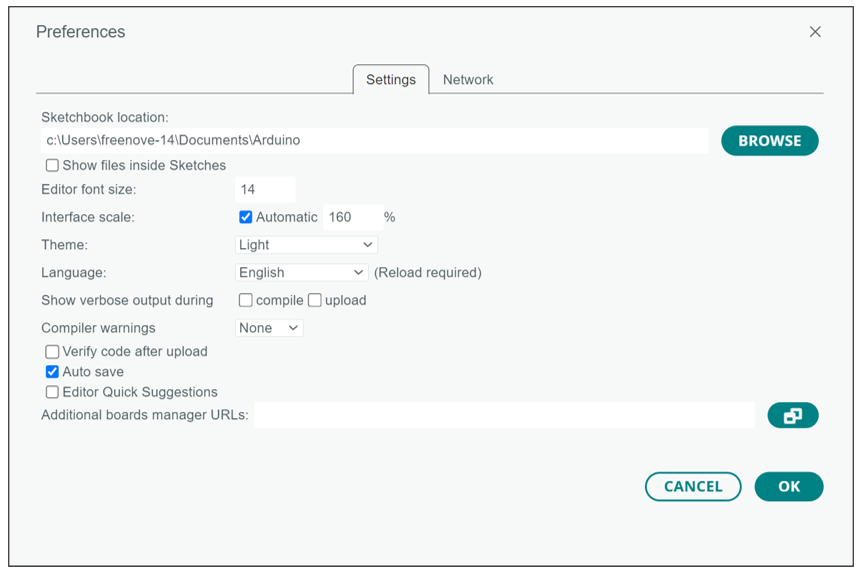 Preferences
Settings Network
Sketchbook location:
c:\Users\freenove-14\Documents\Arduino
BROWSE
Show files inside Sketches
Editor font size: 14
Interface scale: Automatic 160 %
Theme: Light
Language: English (Reload required)
Show verbose output during compile upload
Compiler warnings None
Verify code after upload
Auto save
Editor Quick Suggestions
Additional boards manager URLs:
CANCEL OK